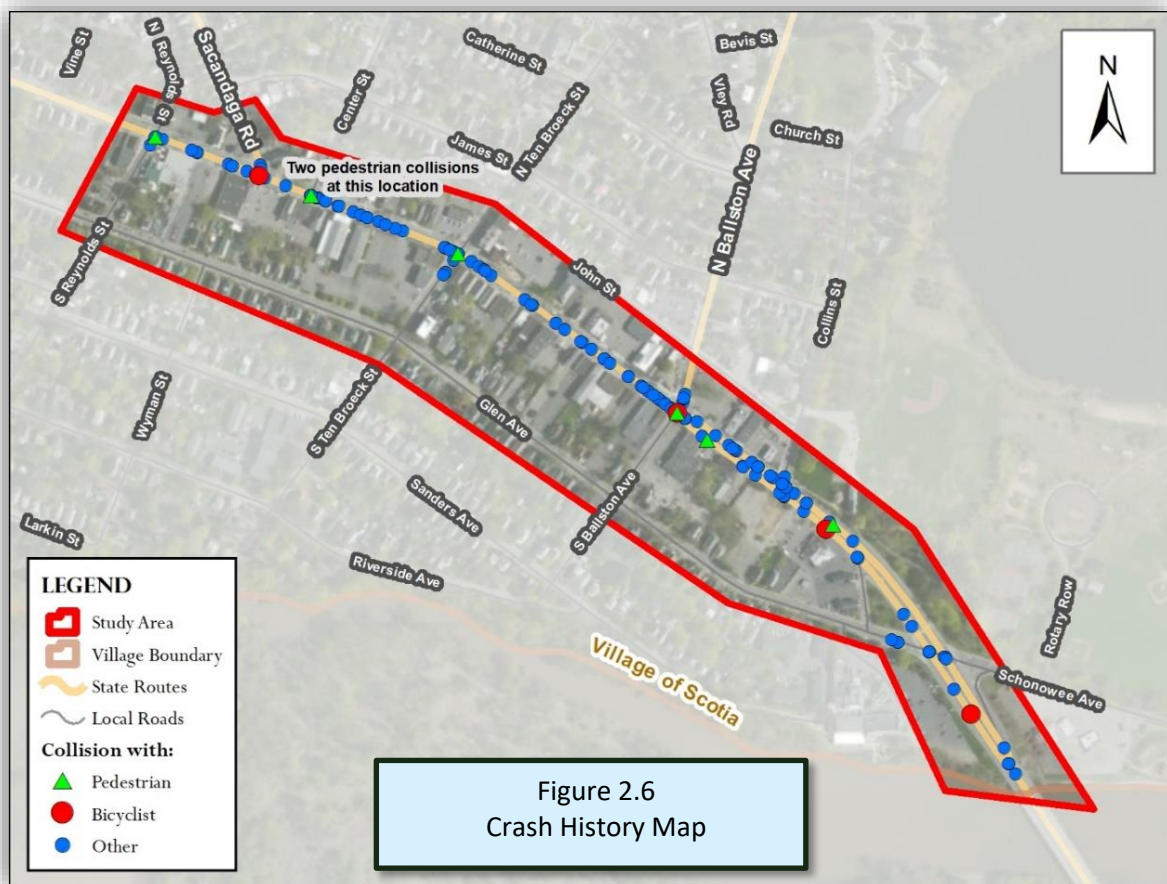 Vine St
N Reynolds St
Sacandaga Rd
Center St
Catherine St
James St
N Ten Broeck St
Bevis St
Vley Rd
Church St
N
Two pedestrian collisions
at this location
N Ballston Ave
John St
Collins St
S Reynolds St
Wyman St
S Ten Broeck St
Glen Ave
Sanders Ave
S Ballston Ave
Larkin St
Riverside Ave
Rotary Row
Schonowee Ave
Village of Scotia
LEGEND
Study Area
Village Boundary
State Routes
Local Roads
Collision with:
Pedestrian
Bicyclist
Other
Figure 2.6
Crash History Map